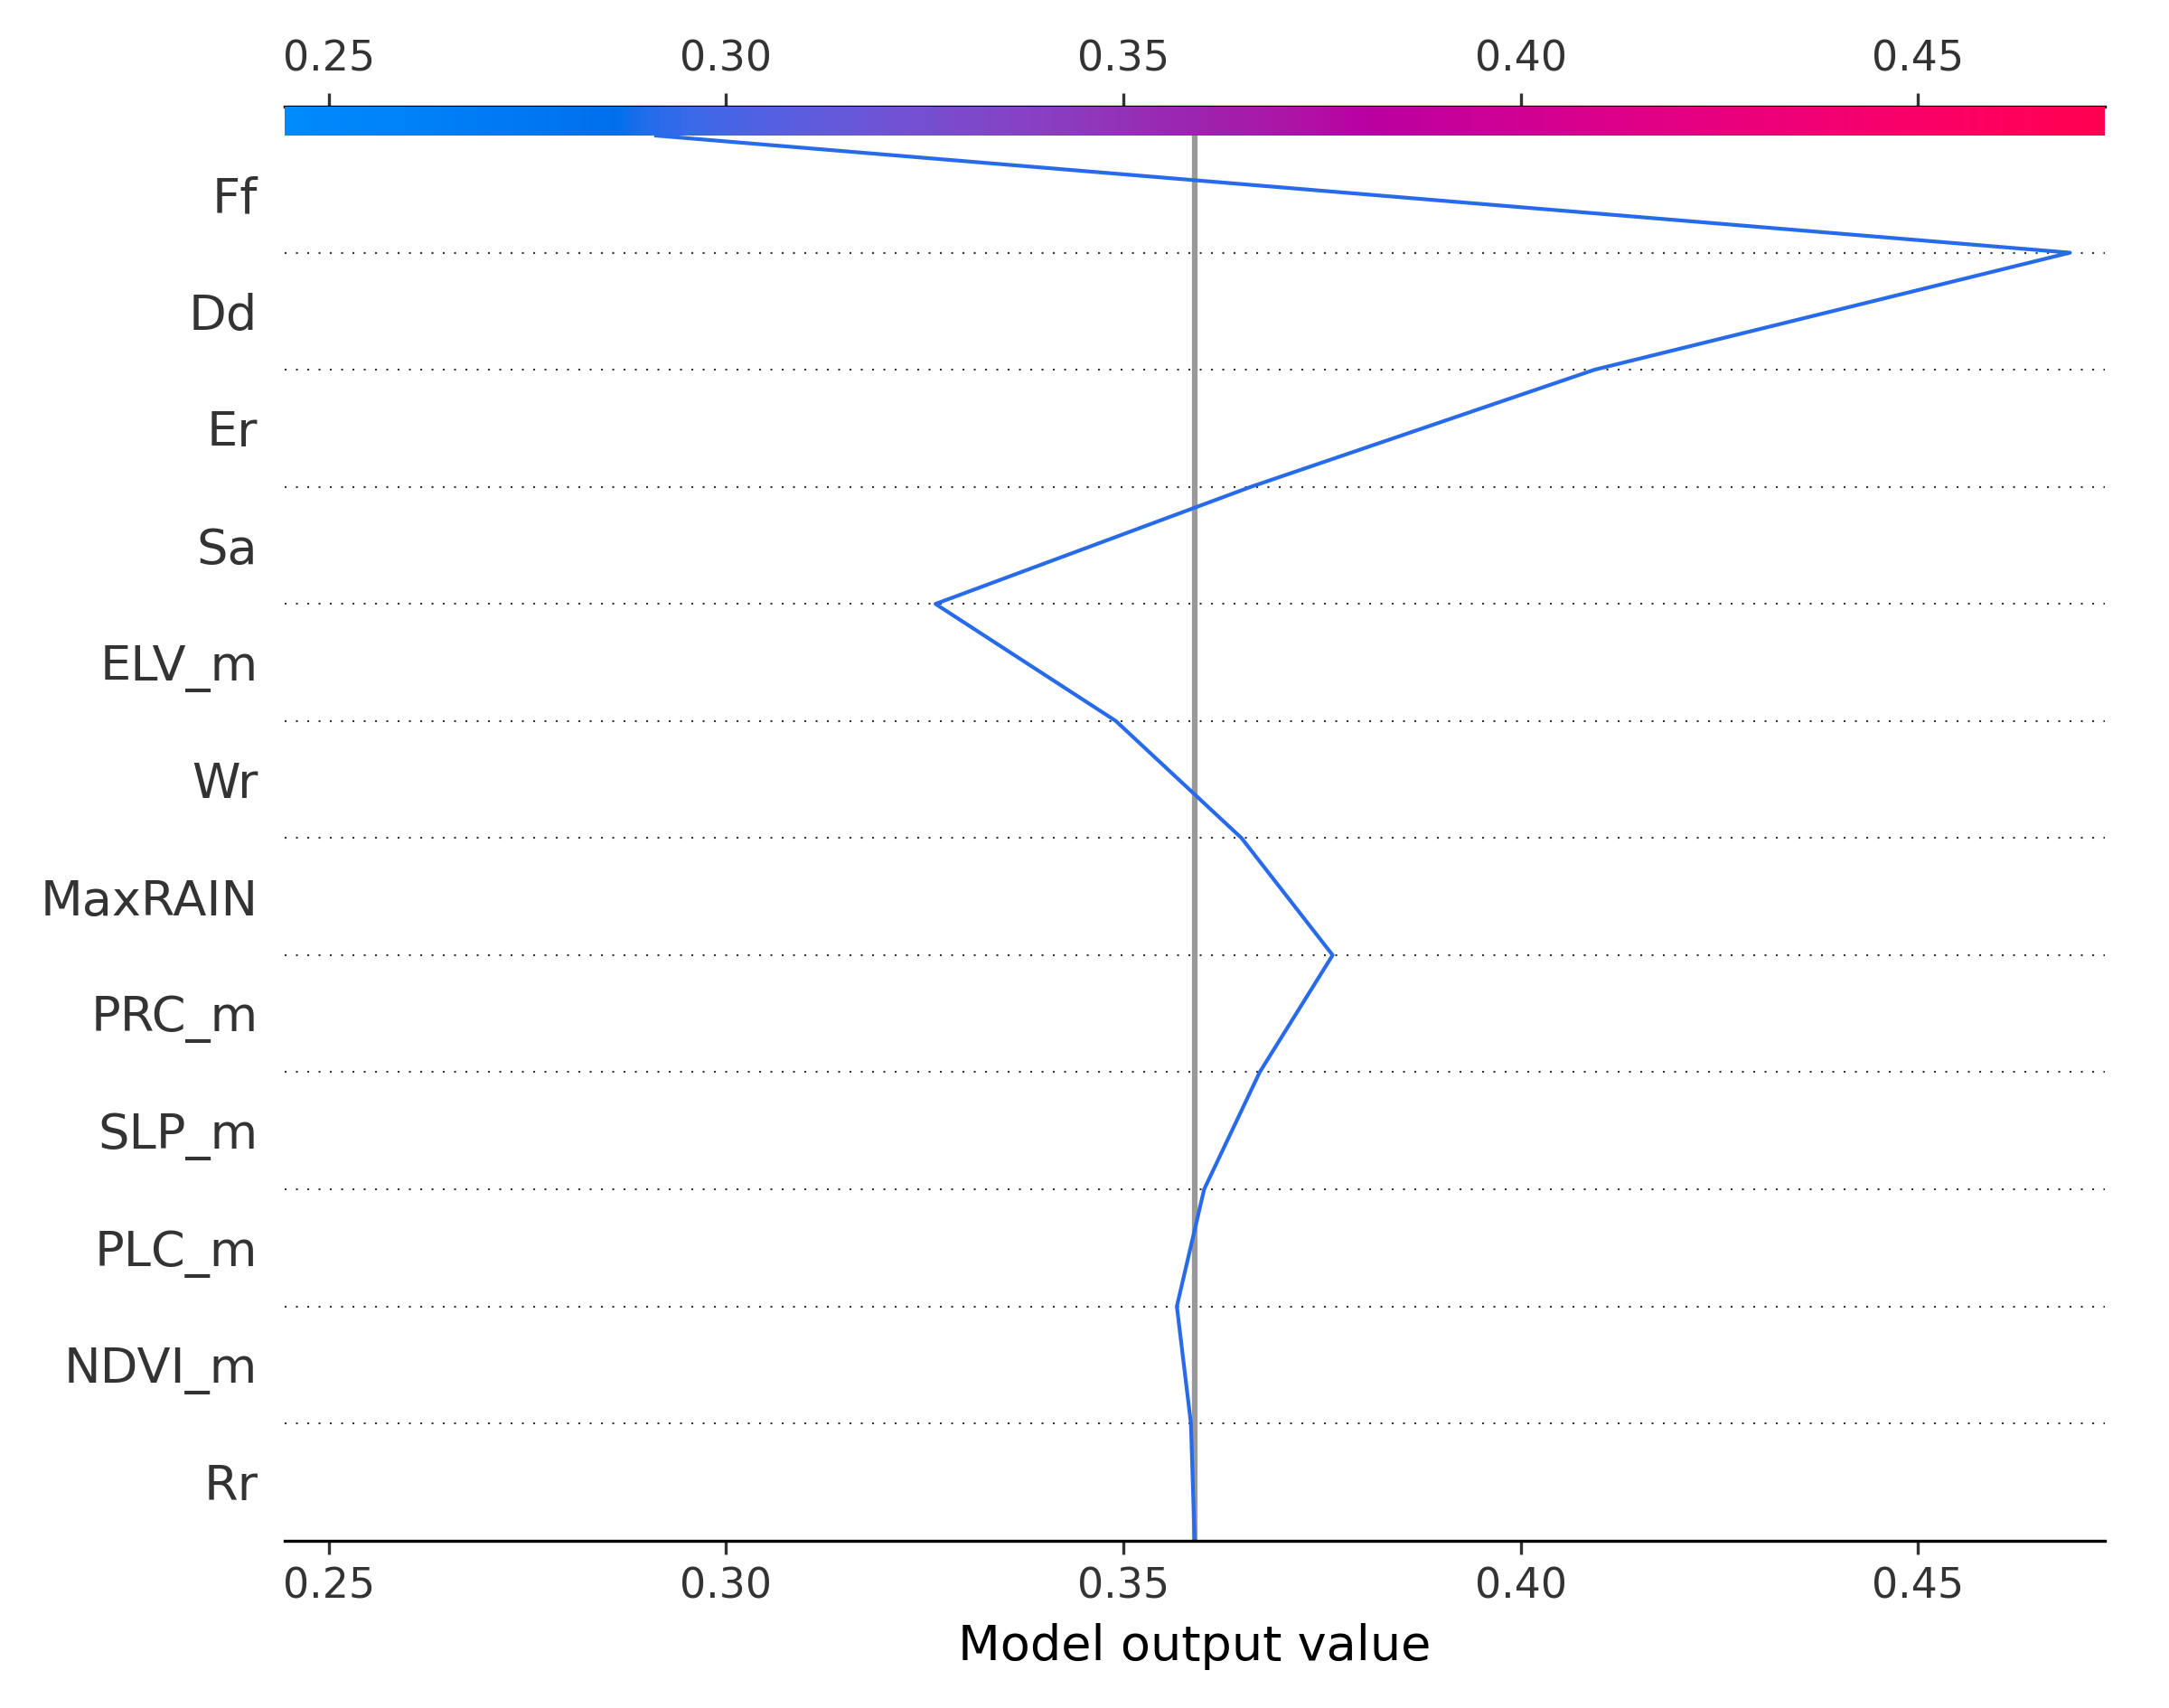 0.25 0.30 0.35 0.40 0.45
Ff
Dd
Er
Sa
ELV_m
Wr
MaxRAIN
PRC_m
SLP_m
PLC_m
NDVI_m
Rr
0.25 0.30 0.35 0.40 0.45
Model output value